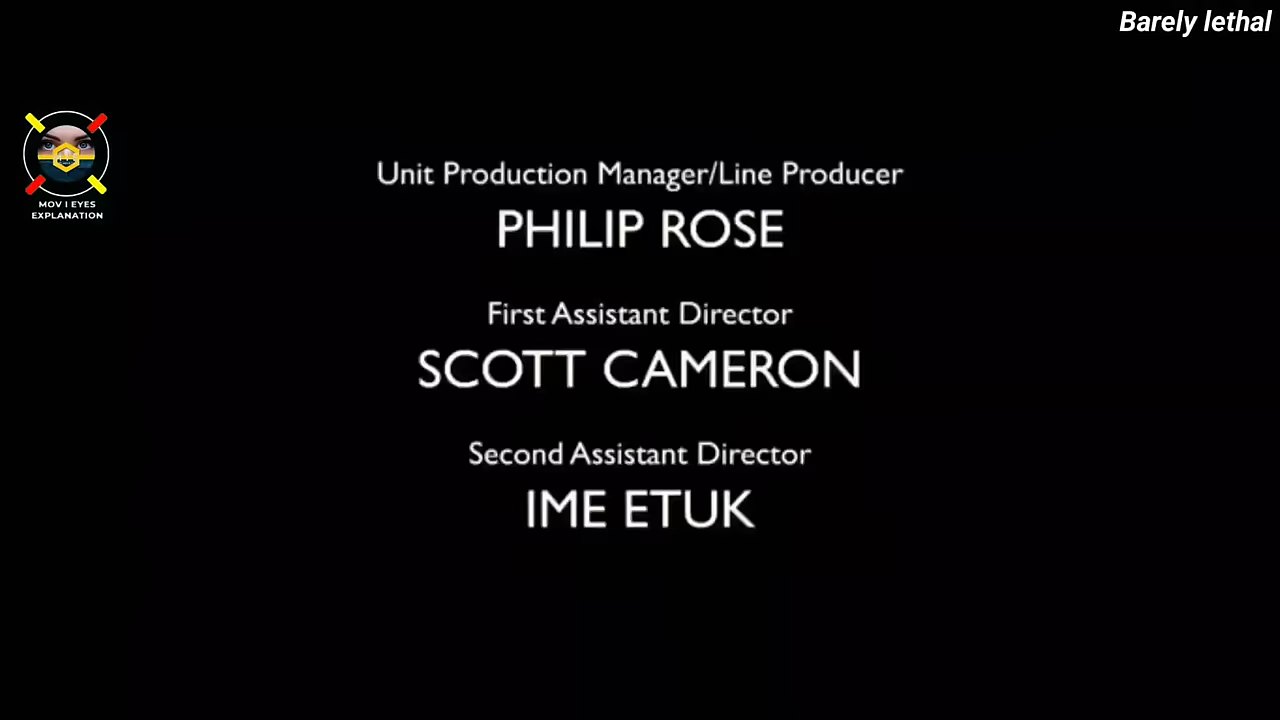 Barely lethal
MOV I EYES
EXPLANATION
Unit Production Manager/Line Producer
PHILIP ROSE
First Assistant Director
SCOTT CAMERON
Second Assistant Director
IME ETUK